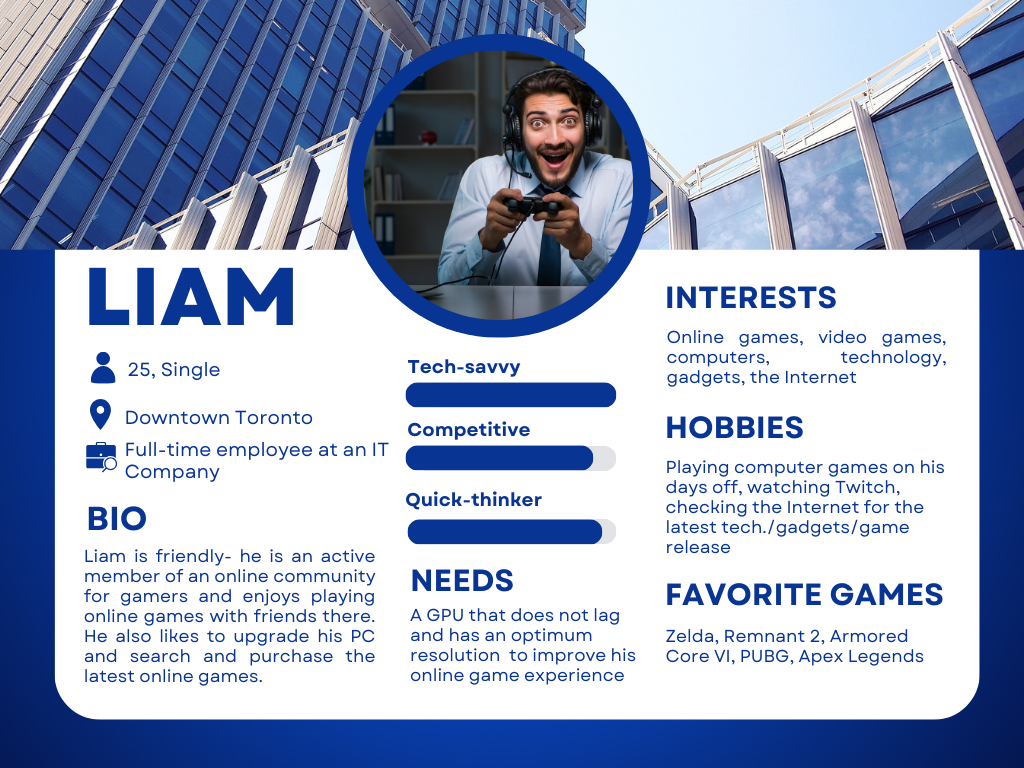 LIAM
25, Single
Downtown Toronto
Full-time employee at an IT
Company
BIO
Liam is friendly- he is an active
member of an online community
for gamers and enjoys playing
online games with friends there.
He also likes to upgrade his PC
and search and purchase the
latest online games.
Tech-savvy
Competitive
Quick-thinker
NEEDS
A GPU that does not lag
and has an optimum
resolution to improve his
online game experience
INTERESTS
Online games, video games,
computers, technology,
gadgets, the Internet
HOBBIES
Playing computer games on his
days off, watching Twitch,
checking the Internet for the
latest tech./gadgets/game
release
FAVORITE GAMES
Zelda, Remnant 2, Armored
Core VI, PUBG, Apex Legends